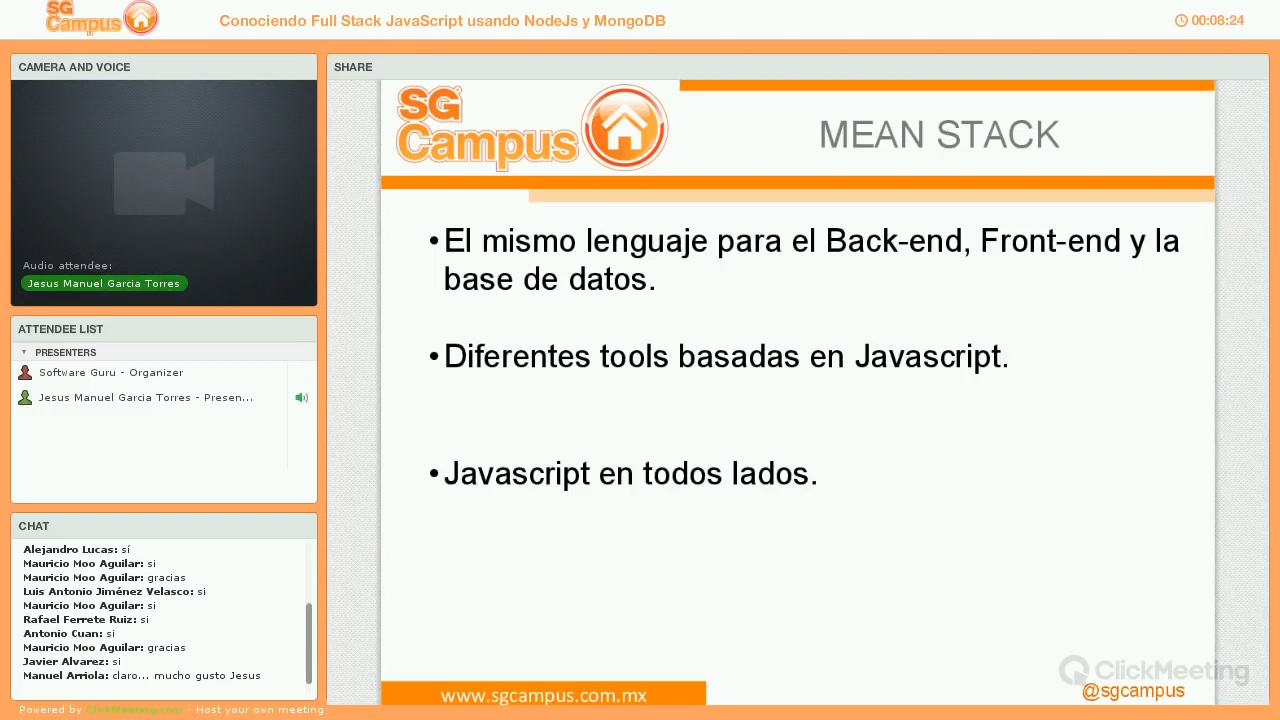 SG Campus
Conociendo Full Stack JavaScript usando NodeJs y MongoDB
00:08:24
CAMERA AND VOICE
Audio attendee:
Jesus Manuel Garcia Torres
ATTENDEE LIST
PRESENTERS
Software Guru - Organizer
Jesus Manuel Garcia Torres - Presen...
CHAT
Alejandro Lucas: sí
Mauricio Moo Aguilar: si
Mauricio Moo Aguilar: gracias
Luis Antonio Jiménez Velasco: si
Mauricio Moo Aguilar: si
Rafael Ferrete Ruiz: si
Antonio Cuan: si
Mauricio Moo Aguilar: gracias
Javier Alvarez: si
Manuel Arriola: claro... mucho gusto Jesus
Powered by ClickMeeting.com - Host your own meeting
SHARE
SG
Campus
MEAN STACK
•El mismo lenguaje para el Back-end, Front-end y la
base de datos.
•Diferentes tools basadas en Javascript.
•Javascript en todos lados.
www.sgcampus.com.mx
ClickMeeting
@sgcampus